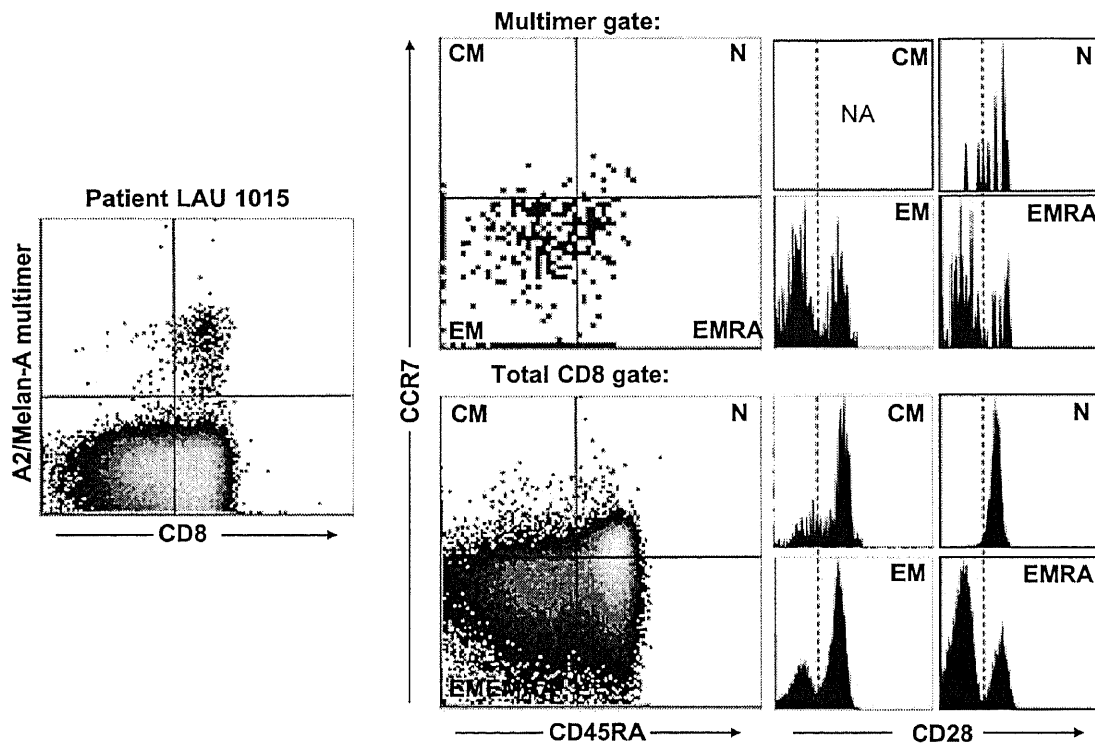 Multimer gate:
CM
N
CM
NA
N
EM
EMRA
EM
EMRA
Patient LAU 1015
A2/Melan-A multimer
CD8
CCR7
Total CD8 gate:
CM
N
CM
N
EM
EMRA
EM
CD45RA
CD28